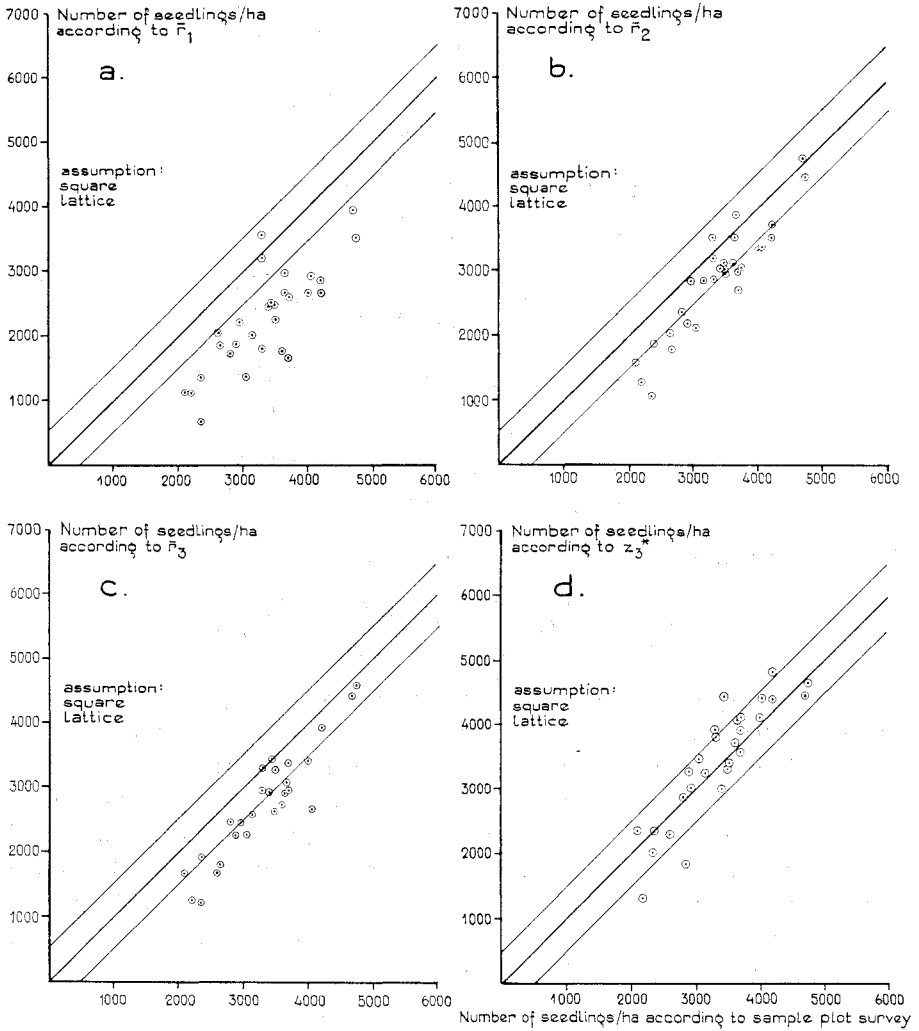 7000
Number of seedlings/ha
according to r̄1
a.
6000
5000
assumption:
square
lattice
4000
3000
2000
1000
1000 2000 3000 4000 5000 6000
7000
Number of seedlings/ha
according to r̄2
b.
6000
5000
assumption:
square
lattice
4000
3000
2000
1000
1000 2000 3000 4000 5000 6000
7000
Number of seedlings/ha
according to r̄3
c.
6000
5000
assumption:
square
lattice
4000
3000
2000
1000
1000 2000 3000 4000 5000 6000
7000
Number of seedlings/ha
according to z3*
d.
6000
5000
assumption:
square
lattice
4000
3000
2000
1000
1000 2000 3000 4000 5000 6000
Number of seedlings/ha according to sample plot survey